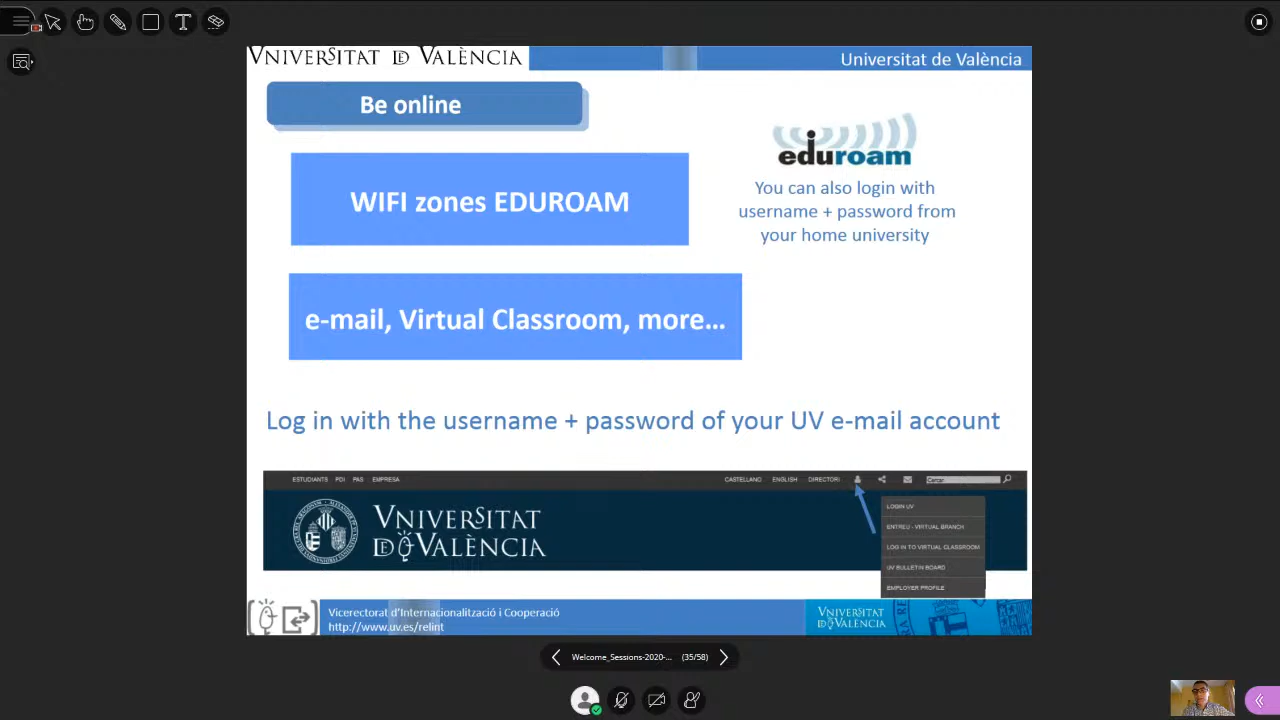 VNIVERSITAT DE VALÈNCIA
Universitat de València
Be online
eduroam
WIFI zones EDUROAM
You can also login with
username + password from
your home university
e-mail, Virtual Classroom, more...
Log in with the username + password of your UV e-mail account
ESTUDIANTS PDI PAS EMPRESA
CASTELLANO ENGLISH DIRECTORI
Cercar
VNIVERSITAT
DE VALÈNCIA
LOGIN UV
ENTREU - VIRTUAL BRANCH
LOG IN TO VIRTUAL CLASSROOM
UV BULLETIN BOARD
EMPLOYER PROFILE
Vicerectorat d'Internacionalització i Cooperació
http://www.uv.es/relint
VNIVERSITAT
DE VALÈNCIA
Welcome_Sessions-2020-... (35/58)